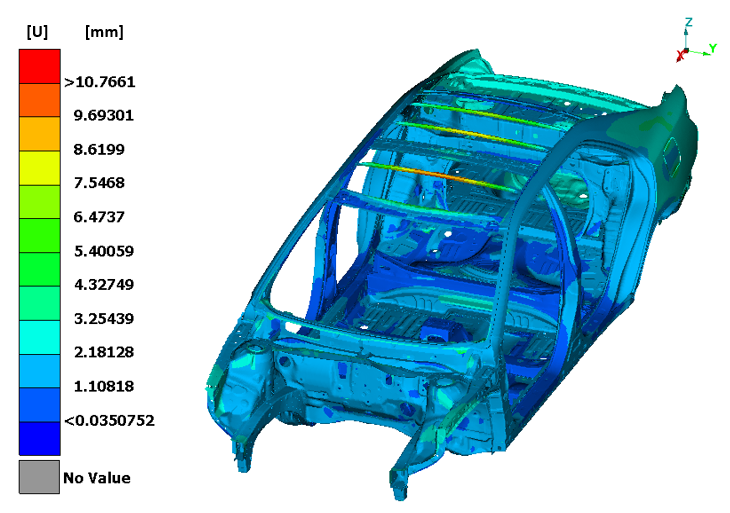 [U] [mm]
>10.7661
9.69301
8.6199
7.5468
6.4737
5.40059
4.32749
3.25439
2.18128
1.10818
<0.0350752
No Value
Z
Y
X